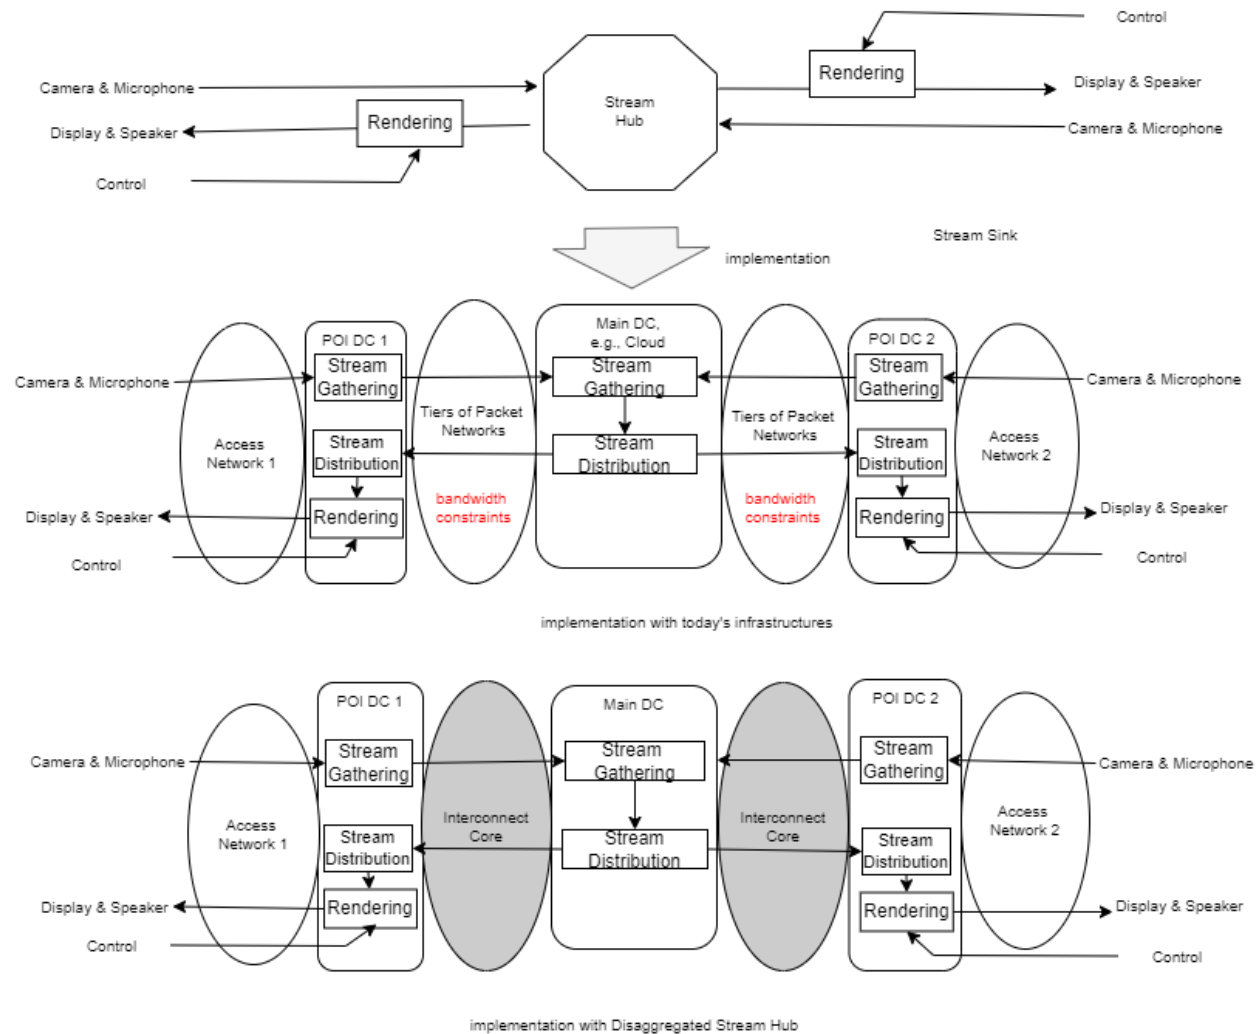 Control
Camera & Microphone
Rendering
Display & Speaker
Stream
Hub
Display & Speaker
Rendering
Camera & Microphone
Control
Stream Sink
implementation
Main DC,
e.g., Cloud
POI DC 1
POI DC 2
Camera & Microphone
Stream
Gathering
Stream
Gathering
Stream
Gathering
Camera & Microphone
Access
Network 1
Stream
Distribution
Tiers of Packet
Networks
Stream
Distribution
Tiers of Packet
Networks
Stream
Distribution
Access
Network 2
bandwidth
constraints
bandwidth
constraints
Display & Speaker
Rendering
Rendering
Display & Speaker
Control
Control
implementation with today's infrastructures
POI DC 1
Main DC
POI DC 2
Camera & Microphone
Stream
Gathering
Stream
Gathering
Stream
Gathering
Camera & Microphone
Access
Network 1
Stream
Distribution
Interconnect
Core
Stream
Distribution
Interconnect
Core
Stream
Distribution
Access
Network 2
Display & Speaker
Rendering
Rendering
Display & Speaker
Control
Control
implementation with Disaggregated Stream Hub